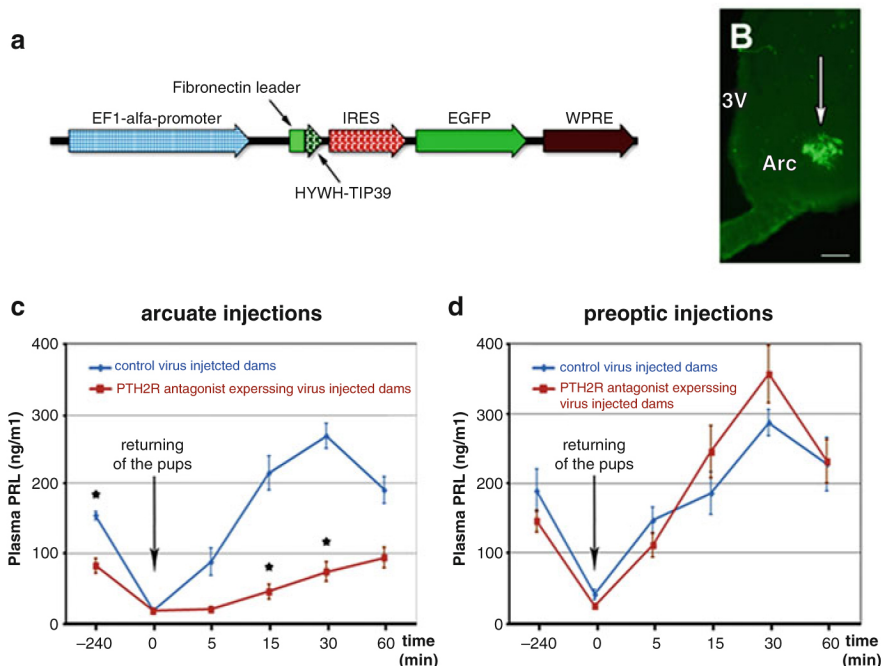 a
Fibronectin leader
EF1-alfa-promoter
IRES
EGFP
WPRE
HYWH-TIP39
B
3V
Arc
c
arcuate injections
Plasma PRL (ng/m1)
400
300
200
100
0
control virus injetcted dams
PTH2R antagonist experssing virus injected dams
returning
of the pups
–240
0
5
15
30
60
time
(min)
d
preoptic injections
Plasma PRL (ng/m1)
400
300
200
100
0
control virus injected dams
PTH2R antagonist experssing
virus injected dams
returning
of the pups
–240
0
5
15
30
60
time
(min)